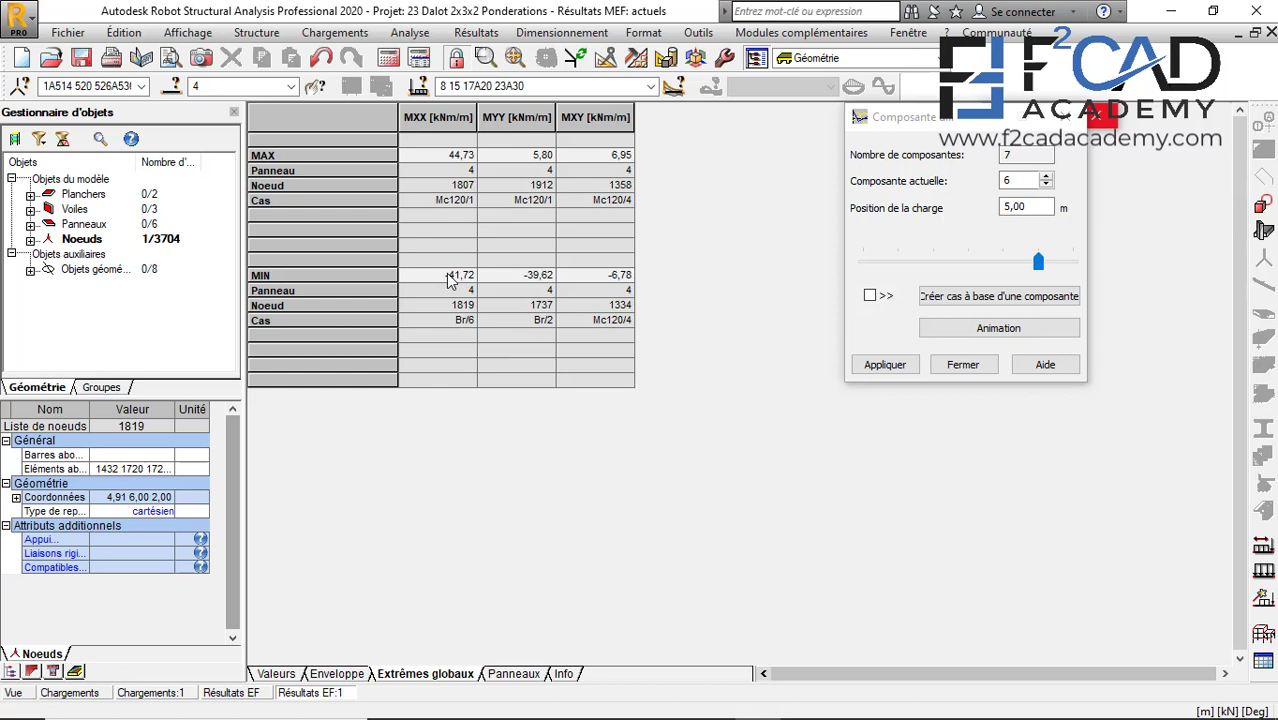 Autodesk Robot Structural Analysis Professional 2020 - Projet: 23 Dalot 2x3x2 Ponderations - Résultats MEF: actuels
Entrez mot-clé ou expression
Se connecter
PRO
Fichier Édition Affichage Structure Chargements Analyse Résultats Dimensionnement Format Outils Modules complémentaires Fenêtre ? Communauté
Géométrie
1A514 520 526A530
4
8 15 17A20 23A30
F2CAD
ACADEMY
www.f2cadacademy.com
Gestionnaire d'objets
Objets Nombre d'...
Objets du modèle
Planchers 0/2
Voiles 0/3
Panneaux 0/6
Noeuds 1/3704
Objets auxiliaires
Objets géomé... 0/8
Géométrie Groupes
Nom Valeur Unité
Liste de noeuds 1819
Général
Barres abo...
Eléments ab... 1432 1720 172...
Géométrie
Coordonnées 4,91 6,00 2,00
Type de rep... cartésien
Attributs additionnels
Appui...
Liaisons rigi...
Compatibles...
Noeuds
MXX [kNm/m] MYY [kNm/m] MXY [kNm/m]
MAX 44,73 5,80 6,95
Panneau 4 4 4
Noeud 1807 1912 1358
Cas Mc120/1 Mc120/1 Mc120/4
MIN -41,72 -39,62 -6,78
Panneau 4 4 4
Noeud 1819 1737 1334
Cas Br/6 Br/2 Mc120/4
Nombre de composantes: 7
Composante actuelle: 6
Position de la charge 5,00 m
>> Créer cas à base d'une composante
Animation
Appliquer Fermer Aide
Valeurs Enveloppe Extrêmes globaux Panneaux Info
Vue Chargements Chargements:1 Résultats EF Résultats EF:1
[m] [kN] [Deg]